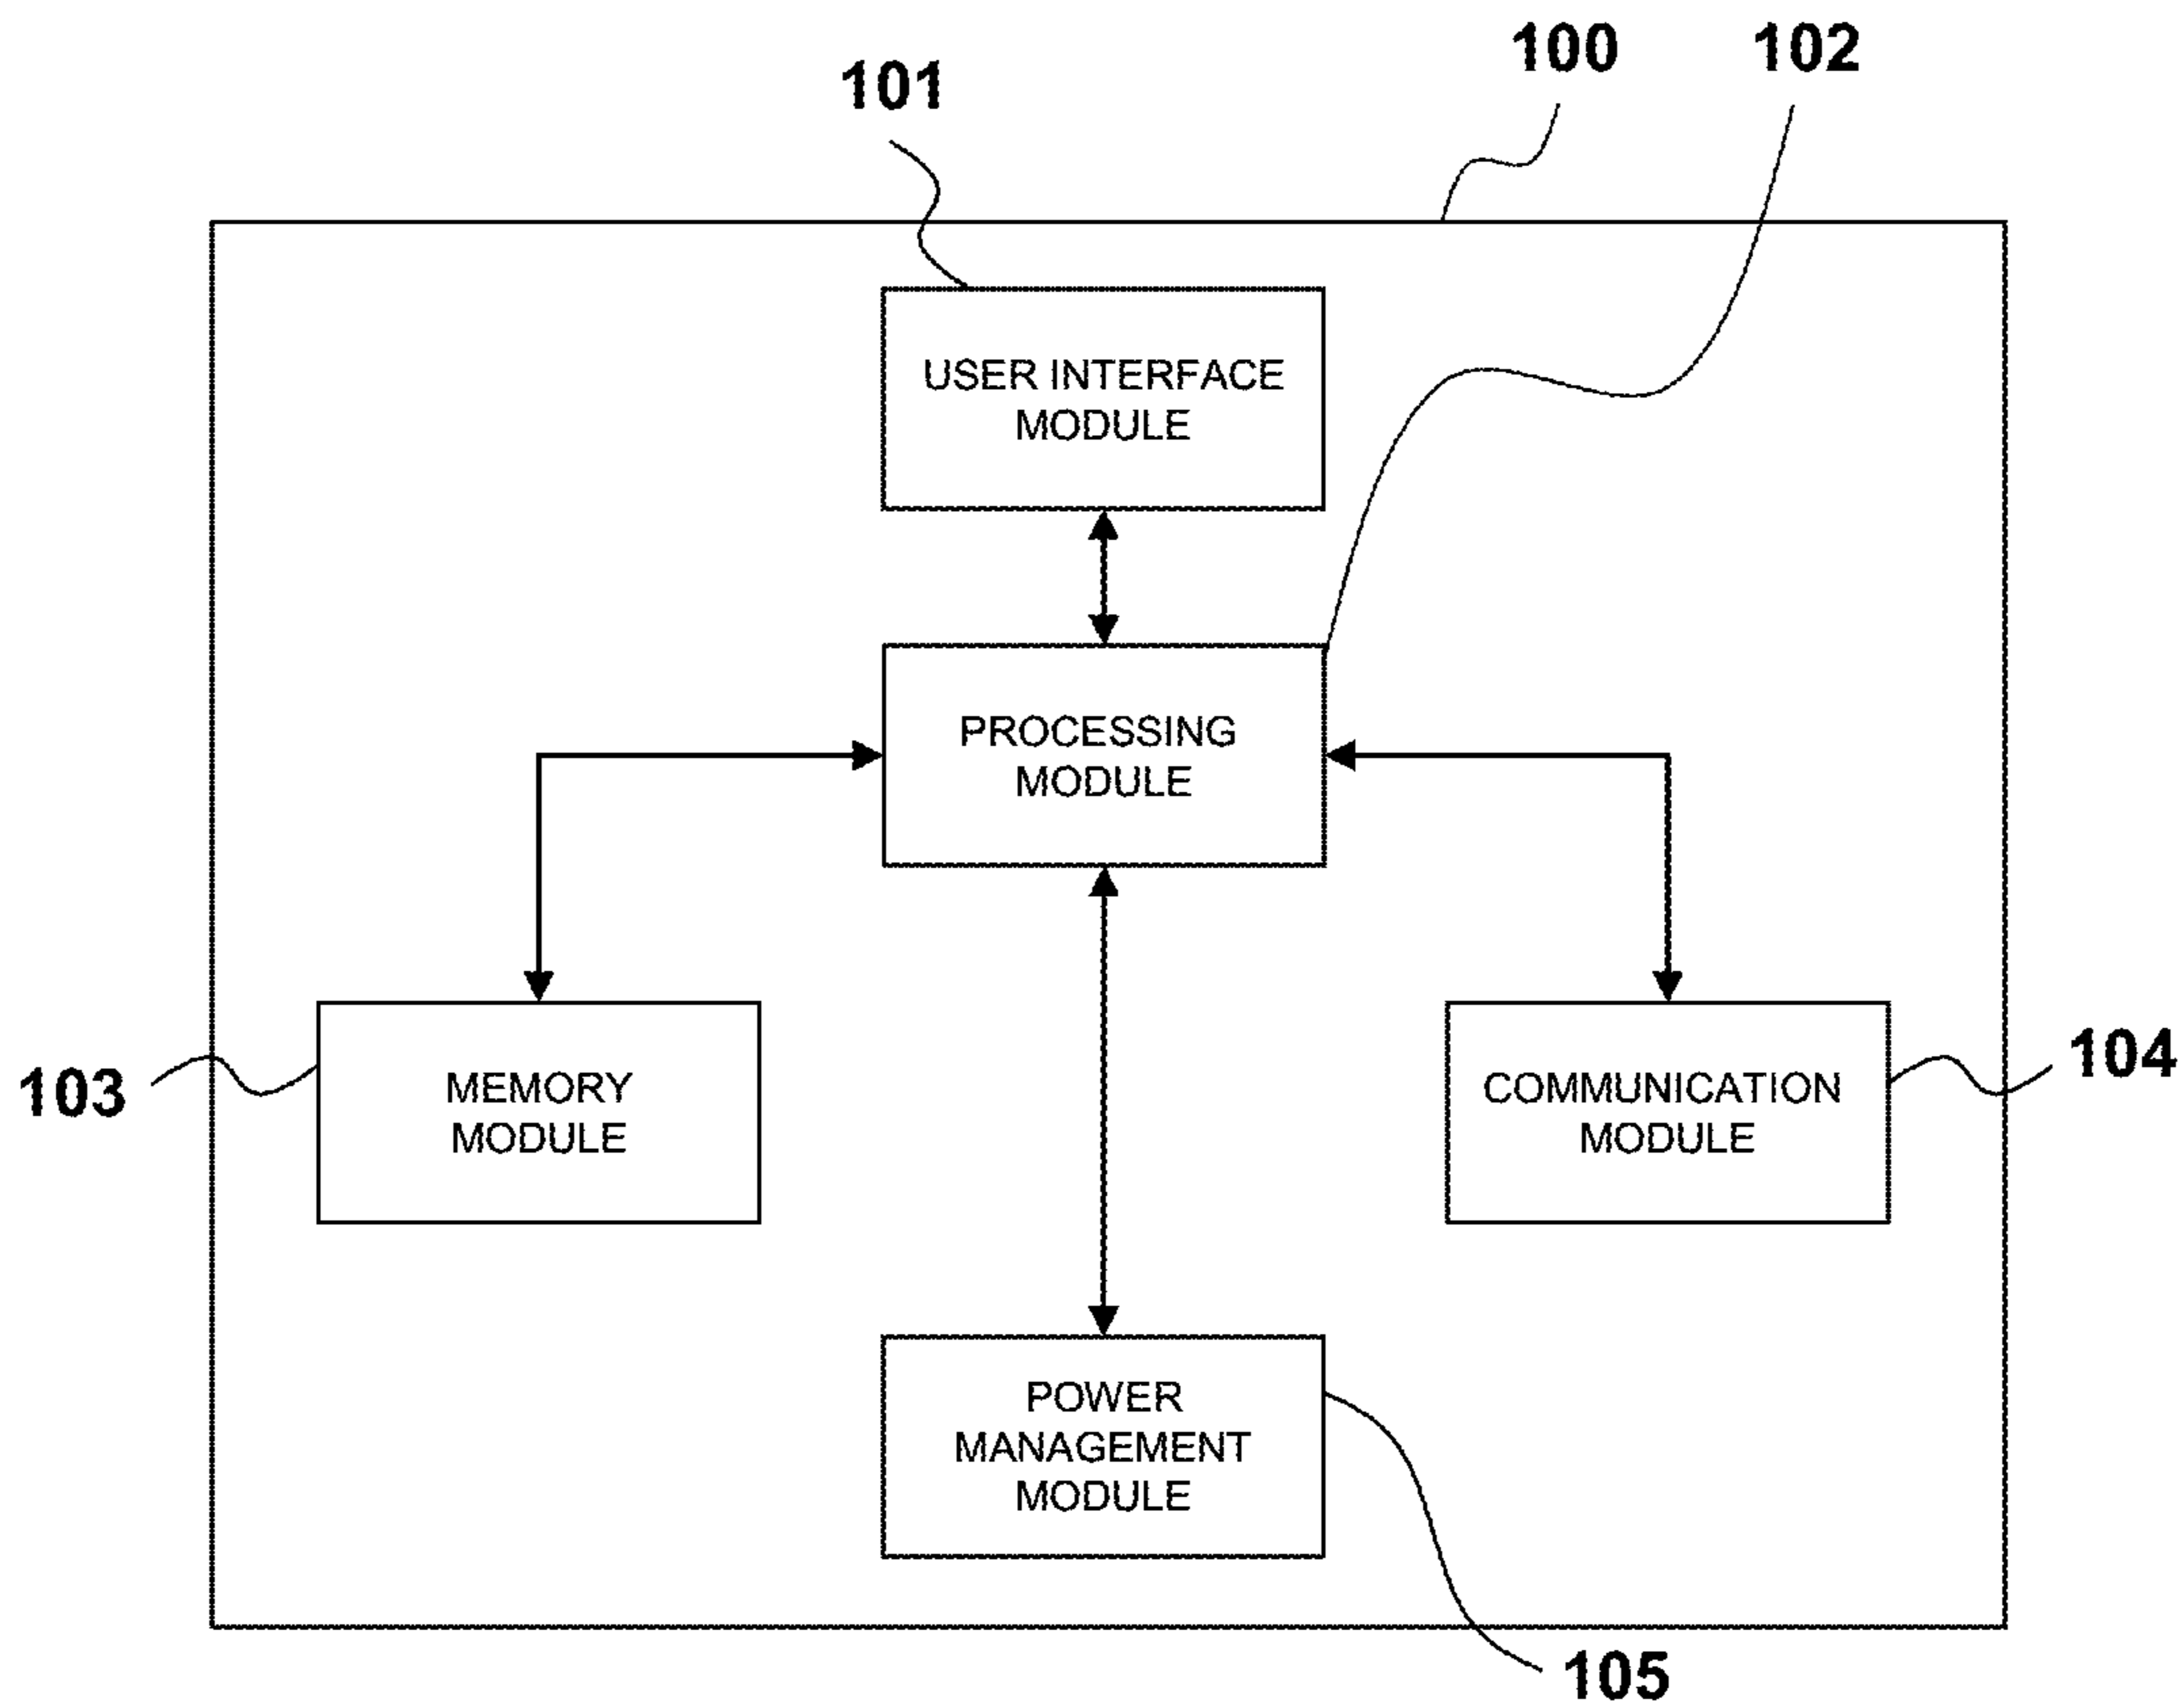 100
102
101
USER INTERFACE
MODULE
PROCESSING
MODULE
103
MEMORY
MODULE
COMMUNICATION
MODULE
104
POWER
MANAGEMENT
MODULE
105